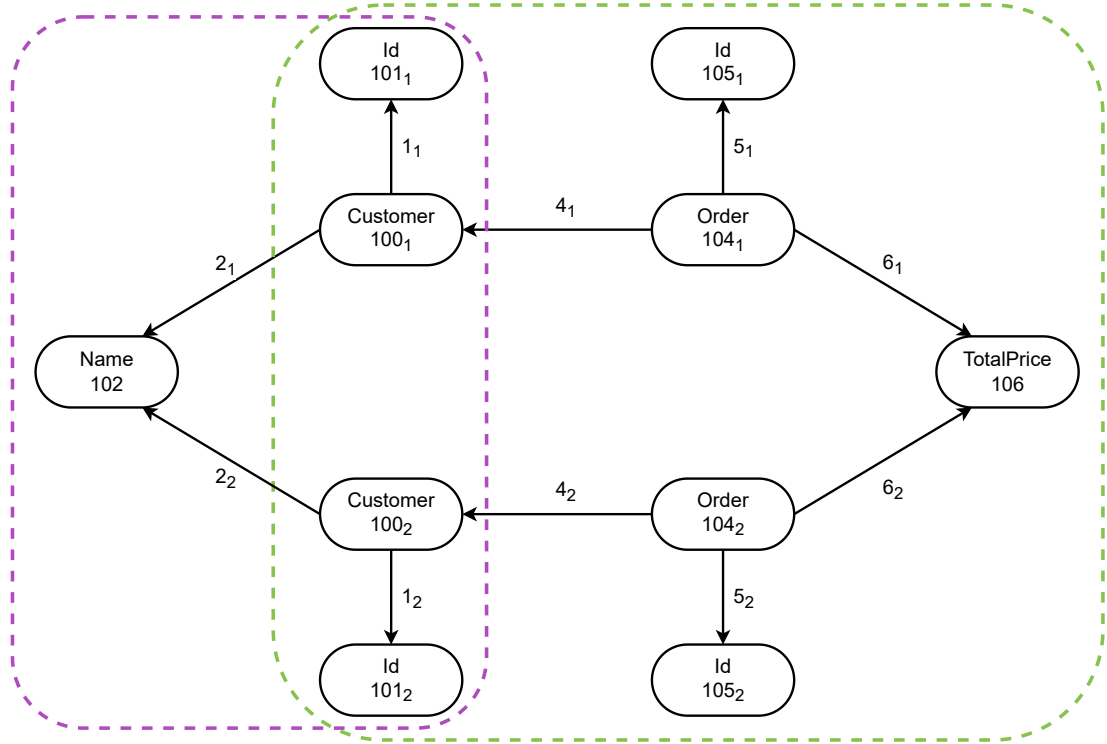 Id
101₁
Id
105₁
1₁
5₁
Customer
100₁
4₁
Order
104₁
2₁
6₁
Name
102
TotalPrice
106
2₂
6₂
Customer
100₂
4₂
Order
104₂
1₂
5₂
Id
101₂
Id
105₂